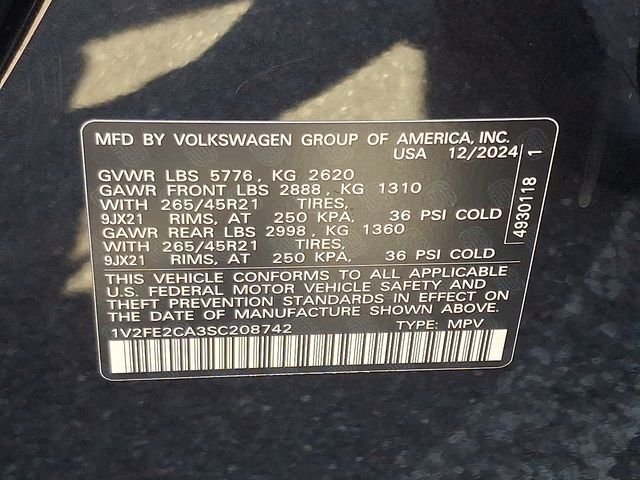 MFD BY VOLKSWAGEN GROUP OF AMERICA, INC.
USA 12/2024
GVWR LBS 5776 , KG 2620
GAWR FRONT LBS 2888 , KG 1310
WITH 265/45R21 TIRES,
9JX21 RIMS, AT 250 KPA, 36 PSI COLD
GAWR REAR LBS 2998 , KG 1360
WITH 265/45R21 TIRES,
9JX21 RIMS, AT 250 KPA, 36 PSI COLD
4930118 1
THIS VEHICLE CONFORMS TO ALL APPLICABLE
U.S. FEDERAL MOTOR VEHICLE SAFETY AND
THEFT PREVENTION STANDARDS IN EFFECT ON
THE DATE OF MANUFACTURE SHOWN ABOVE.
1V2FE2CA3SC208742 TYPE: MPV